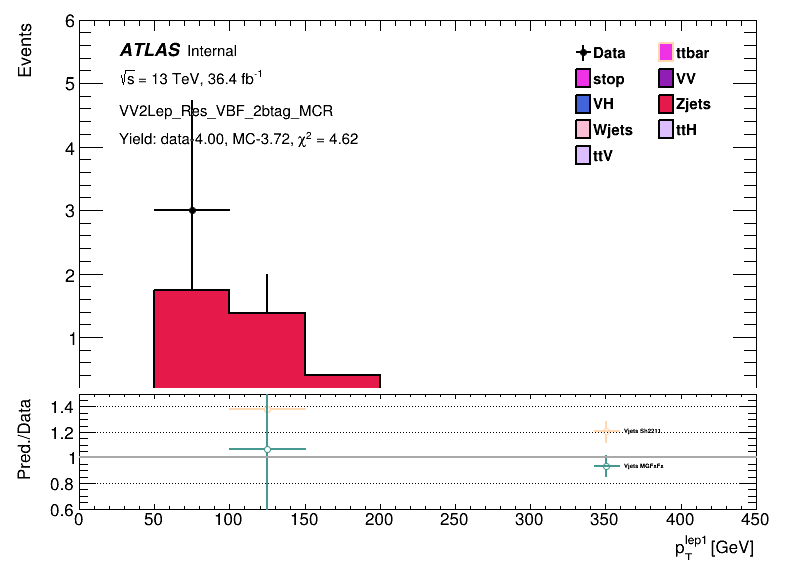 Events
6
5
4
3
2
1
ATLAS Internal
√s = 13 TeV, 36.4 fb⁻¹
VV2Lep_Res_VBF_2btag_MCR
Yield: data-4.00, MC-3.72, χ² = 4.62
Data
ttbar
stop
VV
VH
Zjets
Wjets
ttH
ttV
Pred./Data
1.4
1.2
1
0.8
0.6
Vjets Sh2211
Vjets MGFxFx
0 50 100 150 200 250 300 350 400 450
p_T^lep1 [GeV]